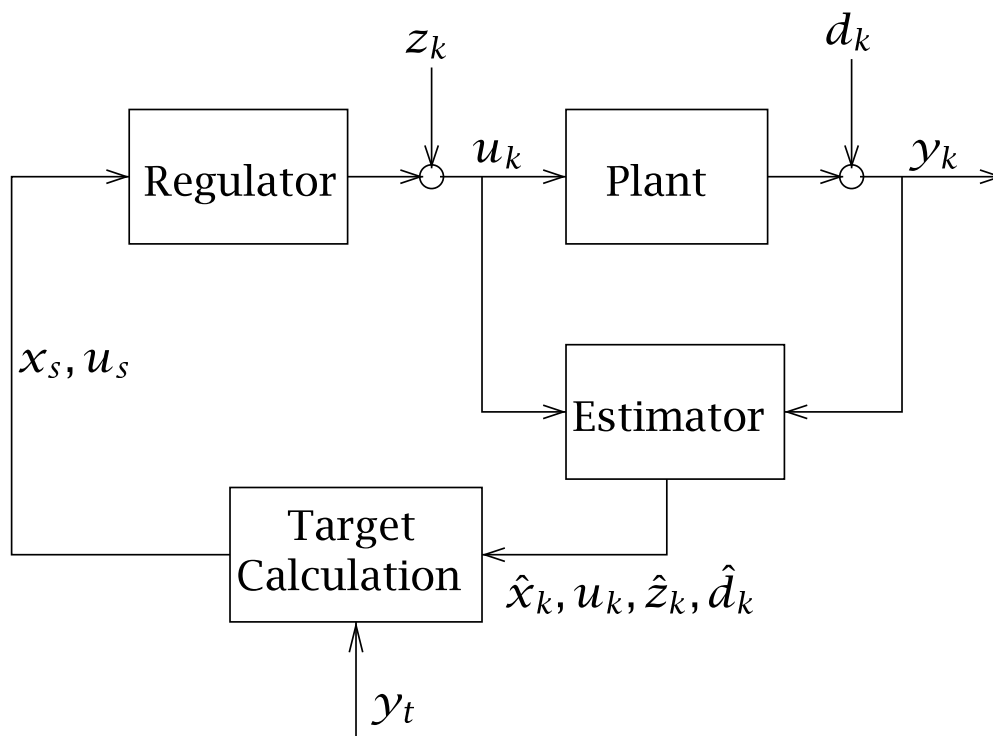 z_k
d_k
u_k
y_k
Regulator
Plant
x_s, u_s
Estimator
Target
Calculation
x̂_k, u_k, ẑ_k, d̂_k
y_t